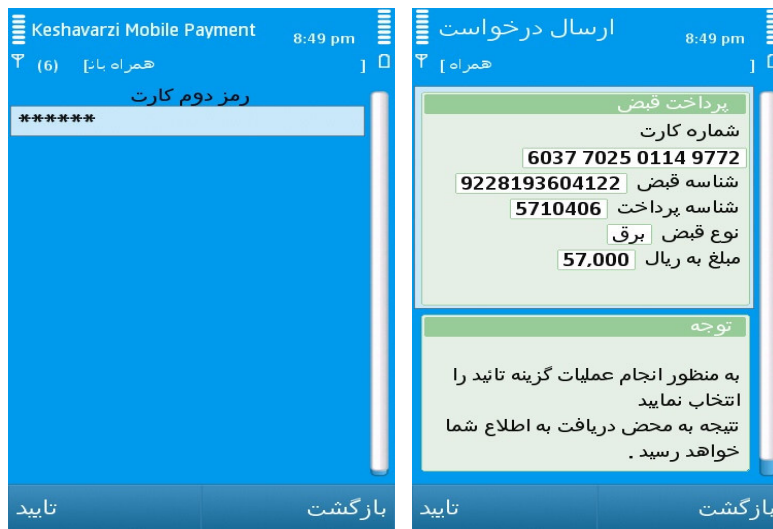 Keshavarzi Mobile Payment
8:49 pm
(6) همراه بانـ]
]
رمز دوم کارت
******
تایید
بازگشت
ارسال درخواست
8:49 pm
همراه ]
]
پرداخت قبض
شماره کارت
6037 7025 0114 9772
شناسه قبض 9228193604122
شناسه پرداخت 5710406
نوع قبض برق
مبلغ به ریال 57,000
توجه
به منظور انجام عملیات گزینه تائید را
انتخاب نمایید
نتیجه به محض دریافت به اطلاع شما
خواهد رسید .
تایید
بازگشت